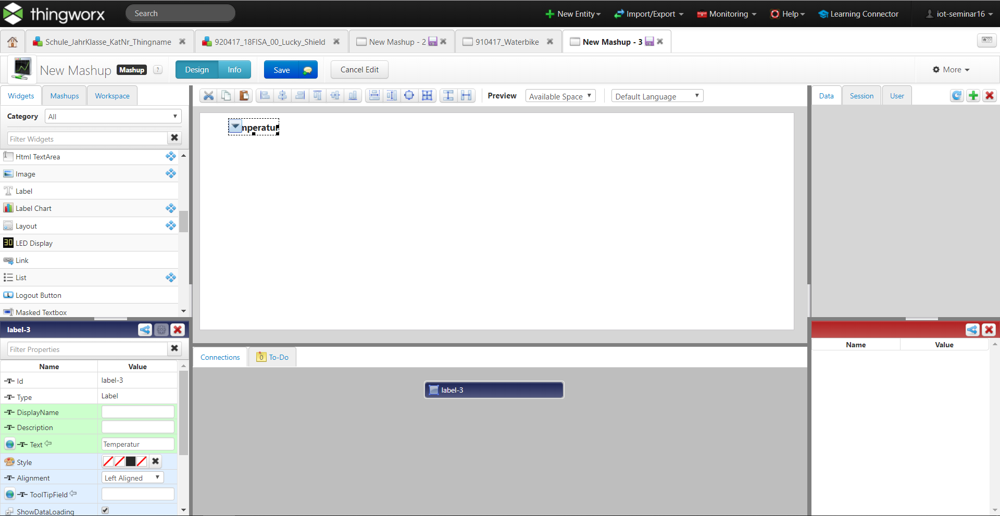 thingworx
Search
New Entity
Import/Export
Monitoring
Help
Learning Connector
iot-seminar16
Schule_JahrKlasse_KatNr_Thingname
920417_18FISA_00_Lucky_Shield
New Mashup - 2
910417_Waterbike
New Mashup - 3
New Mashup
Mashup
?
Design
Info
Save
Cancel Edit
More
Widgets
Mashups
Workspace
Preview
Available Space
Default Language
Data
Session
User
Category
All
Filter Widgets
mperatur
Html TextArea
Image
Label
Label Chart
Layout
30
LED Display
Link
List
L
Logout Button
Masked Textbox
label-3
Filter Properties
Name
Value
Id
label-3
Type
Label
DisplayName
Description
Text
Temperatur
Style
Alignment
Left Aligned
ToolTipField
ShowDataLoading
Connections
0
To-Do
label-3
Name
Value